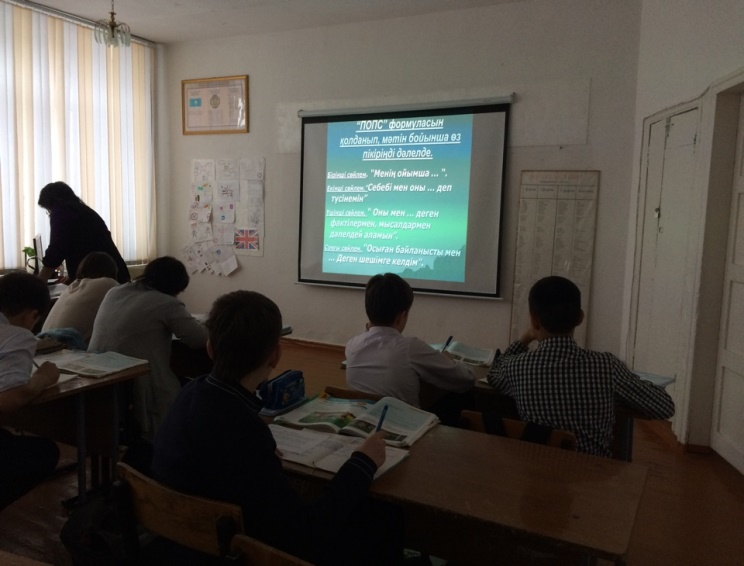 "ПОПС" формуласын
қолданып, мәтін бойынша өз
пікіріңді дәлелде.
Бірінші сөйлем. "Менің ойымша ... ".
Екінші сөйлем. "Себебі мен оны ... деп
түсінемін"
Үшінші сөйлем. " Оны мен ... деген
фактілермен, мысалдармен
дәлелдей аламын".
Соңғы сөйлем. "Осыған байланысты мен
... Деген шешімге келдім".